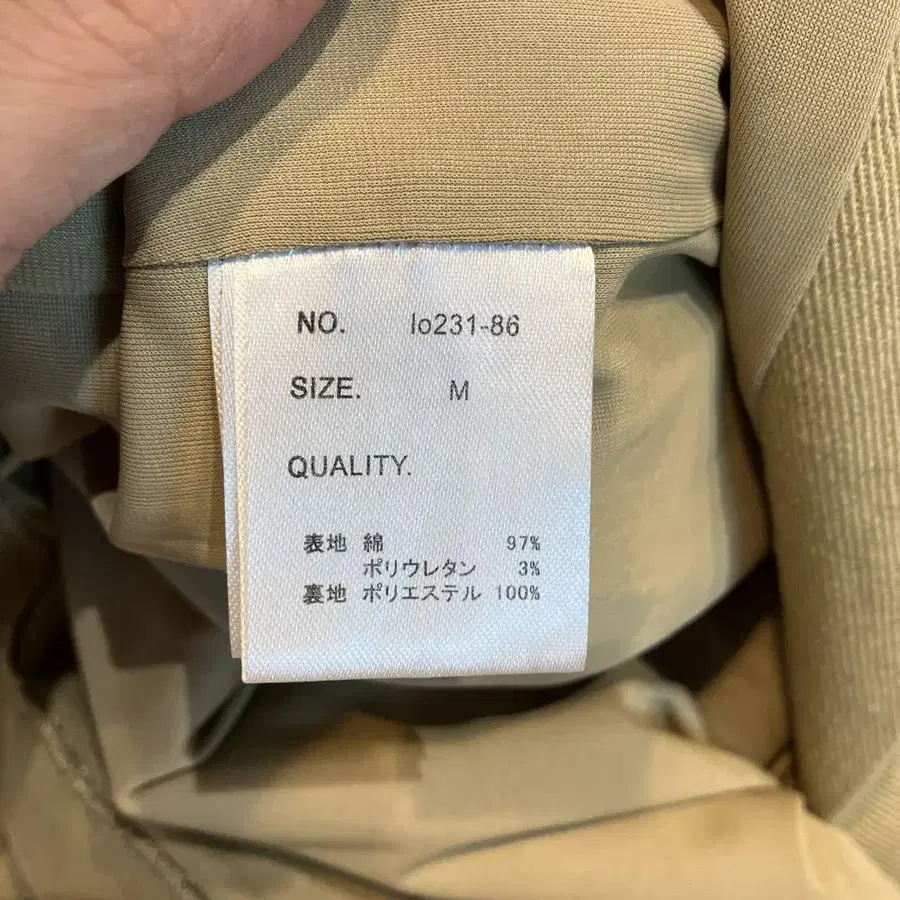 NO. lo231-86
SIZE. M
QUALITY.
表地 綿 97%
ポリウレタン 3%
裏地 ポリエステル 100%